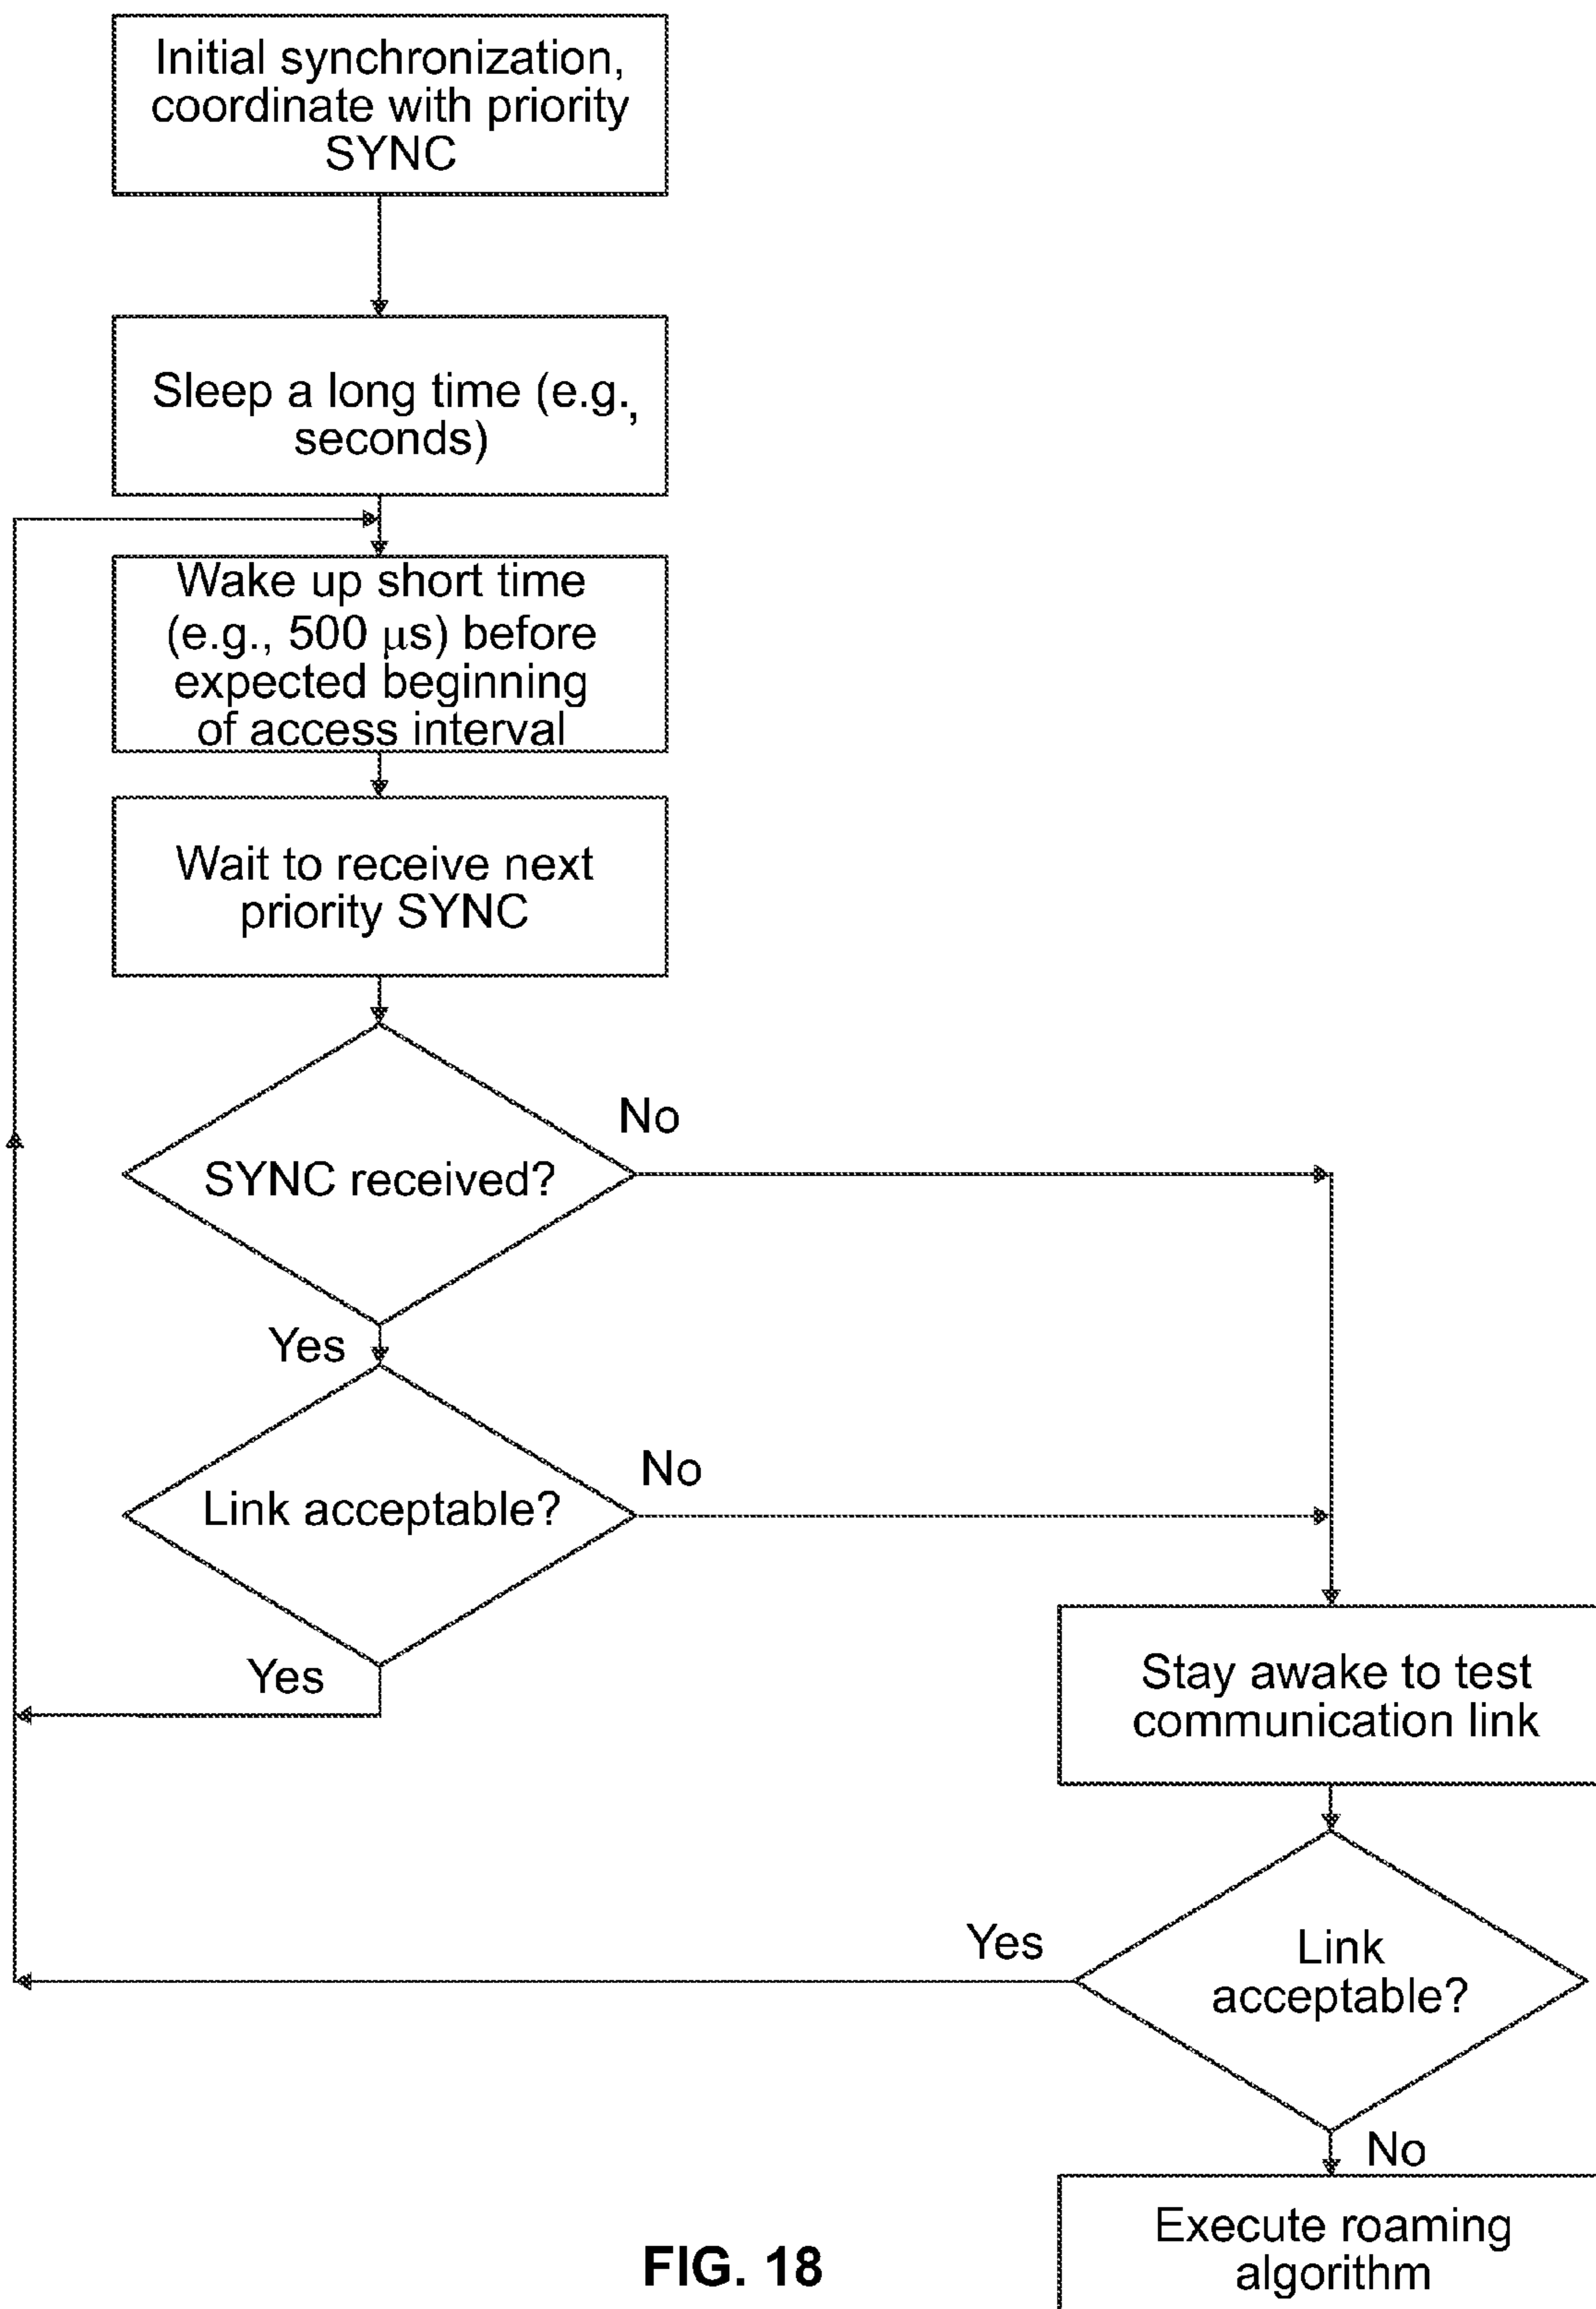 Initial synchronization,
coordinate with priority
SYNC
Sleep a long time (e.g.,
seconds)
Wake up short time
(e.g., 500 μs) before
expected beginning
of access interval
Wait to receive next
priority SYNC
No
SYNC received?
Yes
No
Link acceptable?
Yes
Stay awake to test
communication link
Yes
Link
acceptable?
No
Execute roaming
algorithm
FIG. 18